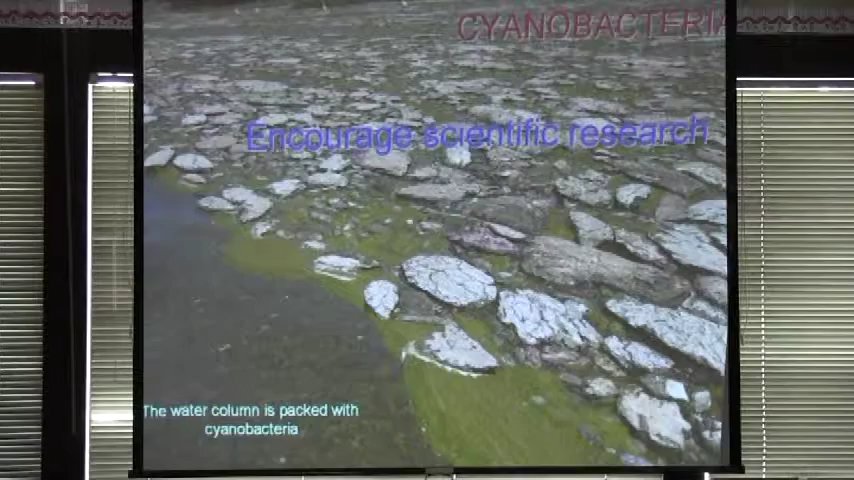 CYANOBACTERIA
Encourage scientific research
The water column is packed with
cyanobacteria